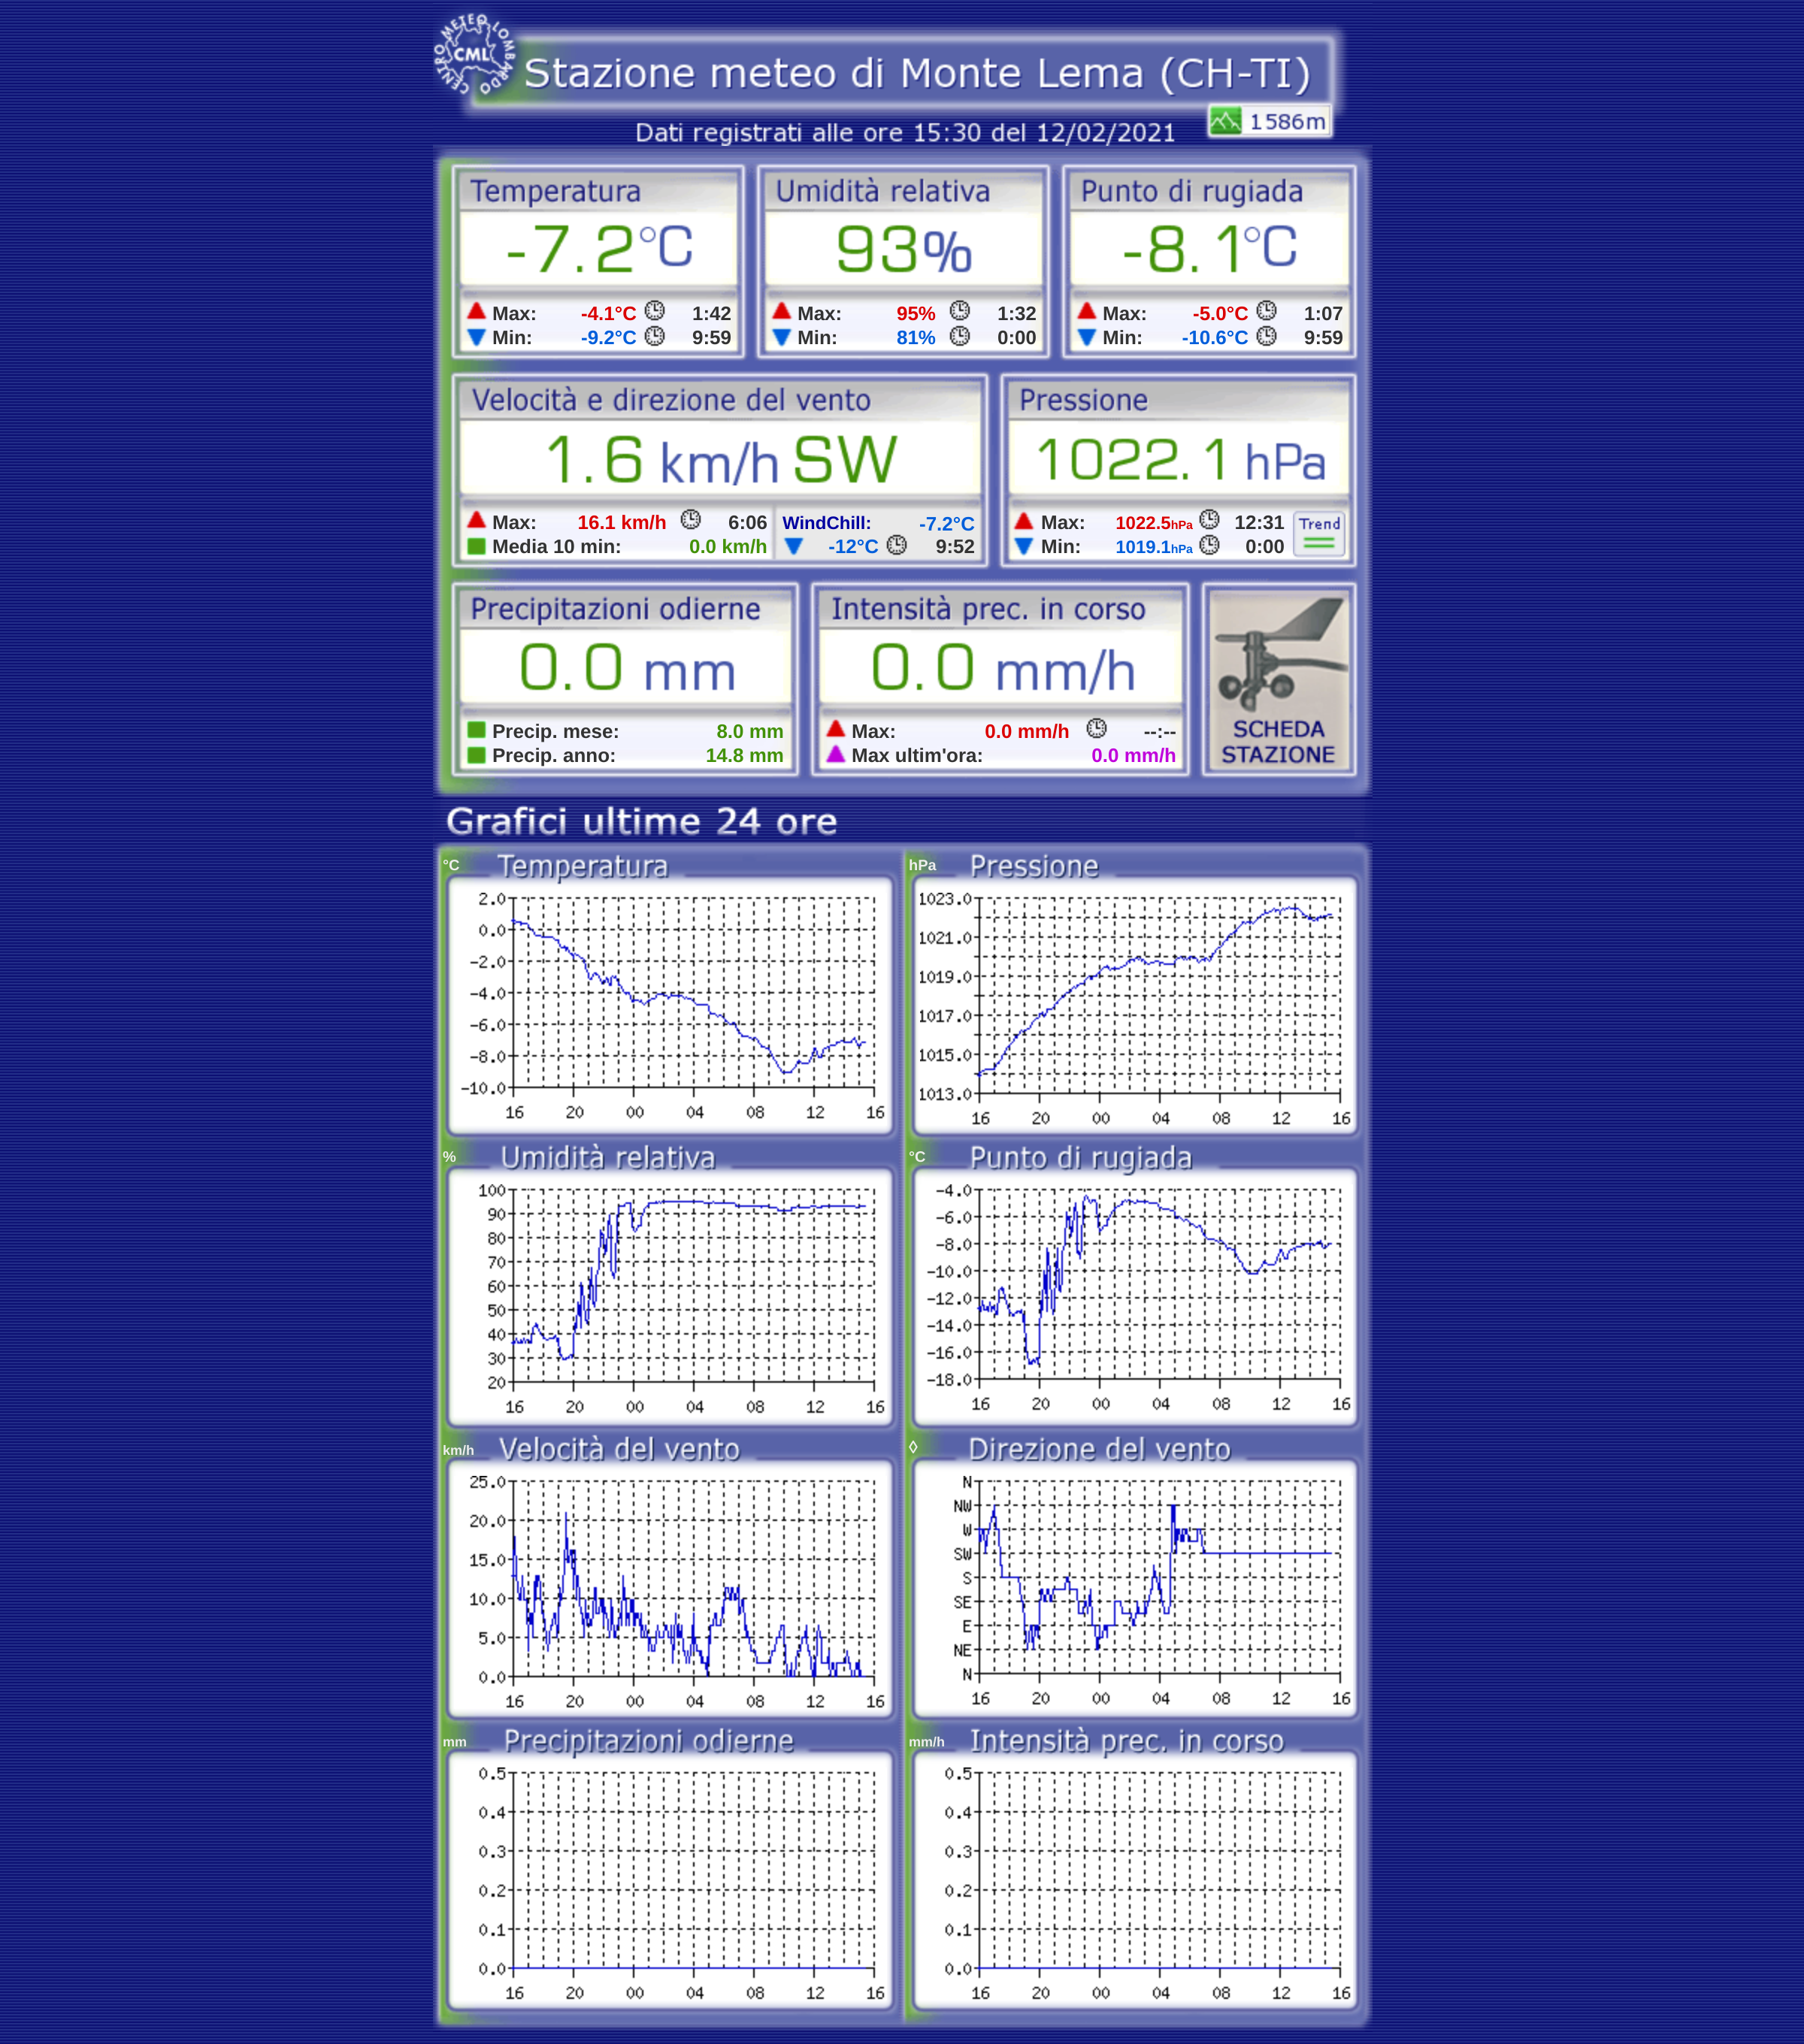 CENTRO METEO LOMBARDO
CML
Stazione meteo di Monte Lema (CH-TI)
1586m
Dati registrati alle ore 15:30 del 12/02/2021
Temperatura
-7.2°C
Max: -4.1°C 1:42
Min: -9.2°C 9:59
Umidità relativa
93%
Max: 95% 1:32
Min: 81% 0:00
Punto di rugiada
-8.1°C
Max: -5.0°C 1:07
Min: -10.6°C 9:59
Velocità e direzione del vento
1.6 km/h SW
Max: 16.1 km/h 6:06
Media 10 min: 0.0 km/h
WindChill: -7.2°C
-12°C 9:52
Pressione
1022.1 hPa
Max: 1022.5hPa 12:31
Min: 1019.1hPa 0:00
Trend
Precipitazioni odierne
0.0 mm
Precip. mese: 8.0 mm
Precip. anno: 14.8 mm
Intensità prec. in corso
0.0 mm/h
Max: 0.0 mm/h --:--
Max ultim'ora: 0.0 mm/h
SCHEDA
STAZIONE
Grafici ultime 24 ore
°C Temperatura
2.0
0.0
-2.0
-4.0
-6.0
-8.0
-10.0
16 20 00 04 08 12 16
hPa Pressione
1023.0
1021.0
1019.0
1017.0
1015.0
1013.0
16 20 00 04 08 12 16
% Umidità relativa
100
90
80
70
60
50
40
30
20
16 20 00 04 08 12 16
°C Punto di rugiada
-4.0
-6.0
-8.0
-10.0
-12.0
-14.0
-16.0
-18.0
16 20 00 04 08 12 16
km/h Velocità del vento
25.0
20.0
15.0
10.0
5.0
0.0
16 20 00 04 08 12 16
◊ Direzione del vento
N
NW
W
SW
S
SE
E
NE
N
16 20 00 04 08 12 16
mm Precipitazioni odierne
0.5
0.4
0.3
0.2
0.1
0.0
16 20 00 04 08 12 16
mm/h Intensità prec. in corso
0.5
0.4
0.3
0.2
0.1
0.0
16 20 00 04 08 12 16